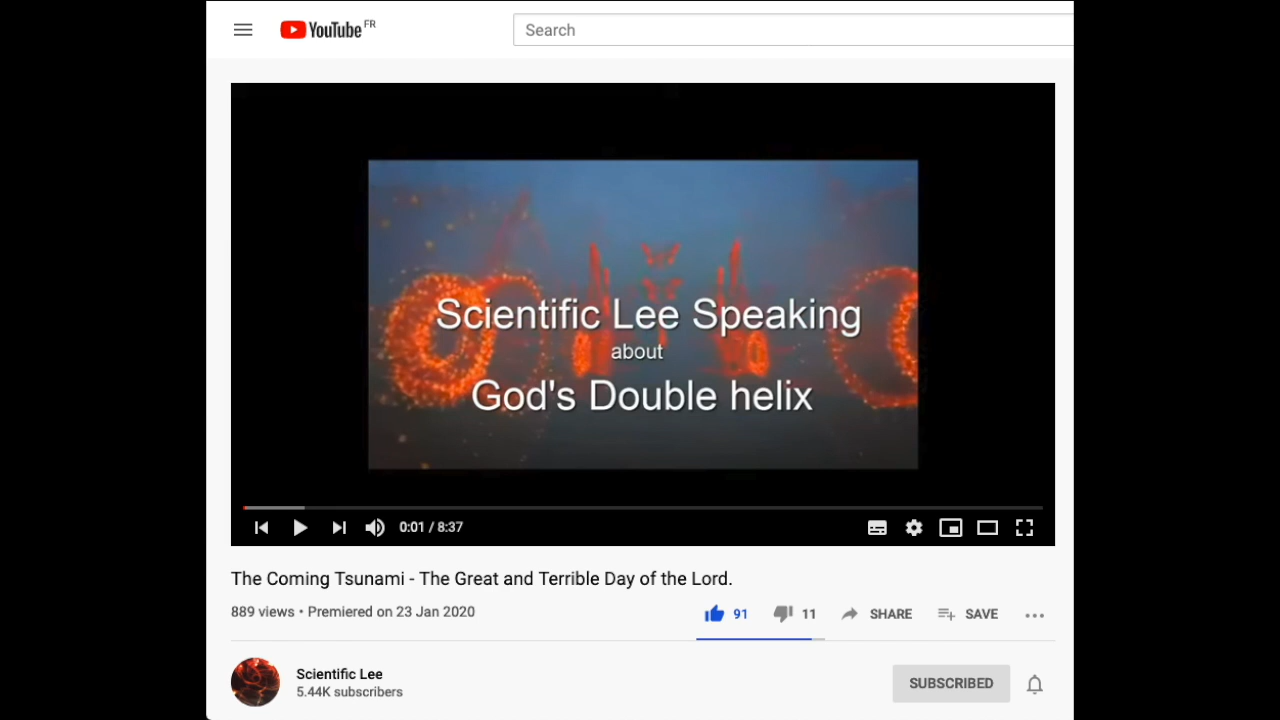 YouTube FR
Search
Scientific Lee Speaking
about
God's Double helix
0:01 / 8:37
The Coming Tsunami - The Great and Terrible Day of the Lord.
889 views • Premiered on 23 Jan 2020
91 11 SHARE SAVE
Scientific Lee
5.44K subscribers
SUBSCRIBED